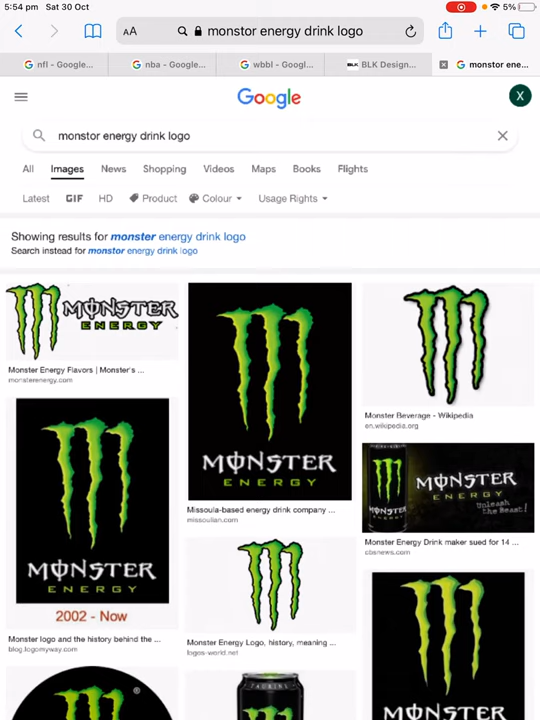 5:54 pm Sat 30 Oct
5%
AA
monstor energy drink logo
nfl - Google...
nba - Google...
wbbl - Googl...
BLK BLK Design...
monstor ene...
Google
X
monstor energy drink logo
All Images News Shopping Videos Maps Books Flights
Latest GIF HD Product Colour Usage Rights
Showing results for monster energy drink logo
Search instead for monstor energy drink logo
MONSTER
ENERGY
Monster Energy Flavors | Monster's ...
monsterenergy.com
MONSTER
ENERGY
2002 - Now
Monster logo and the history behind the ...
blog.logomyway.com
®
MONSTER
ENERGY
Missoula-based energy drink company ...
missoulian.com
Monster Energy Logo, history, meaning ...
logos-world.net
Monster Beverage - Wikipedia
en.wikipedia.org
MONSTER
MONSTER
ENERGY
Unleash
the Beast!
Monster Energy Drink maker sued for 14 ...
cbsnews.com
MONSTER